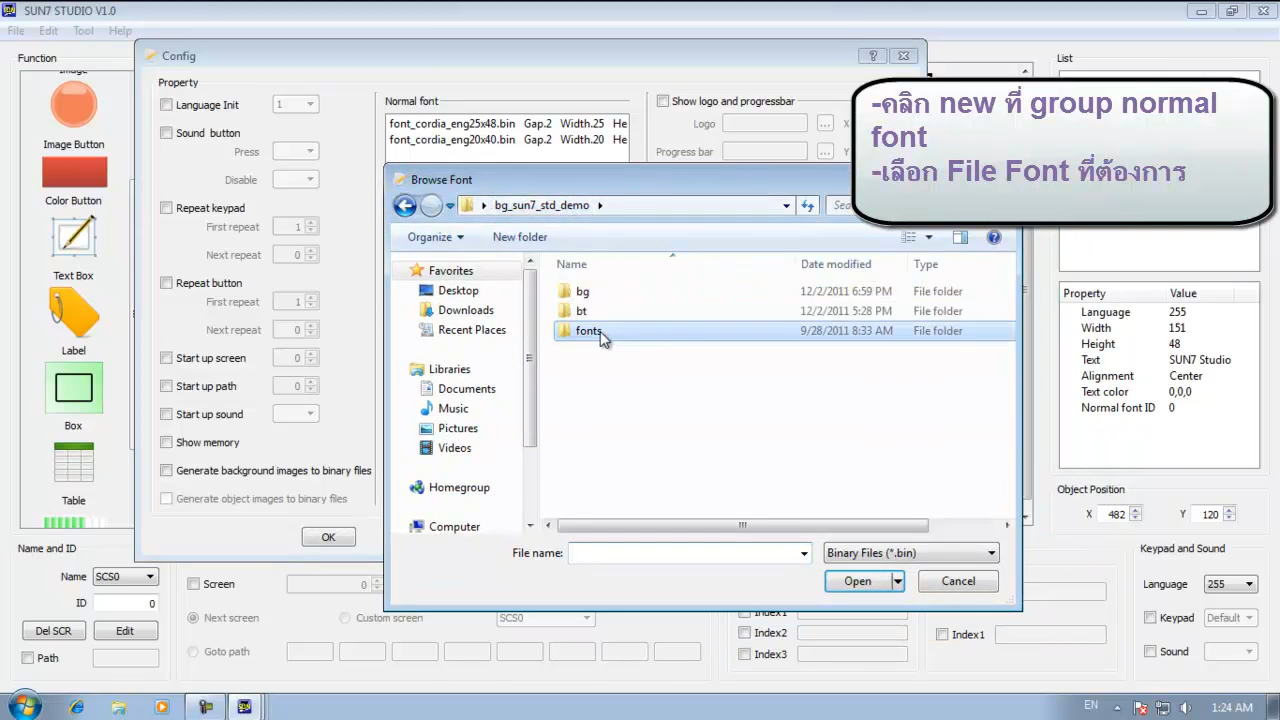 SUN7 STUDIO V1.0
File Edit Tool Help
Function
Image
Image Button
Color Button
Text Box
Label
Box
Table
Name and ID
Name SCS0
ID 0
Del SCR Edit
Path
Config
Property
Language Init 1
Sound button
Press
Disable
Repeat keypad
First repeat 1
Next repeat 0
Repeat button
First repeat 1
Next repeat 0
Start up screen 0
Start up path 0
Start up sound
Show memory
Generate background images to binary files
Generate object images to binary files
OK
Normal font
font_cordia_eng25x48.bin Gap.2 Width.25 He
font_cordia_eng20x40.bin Gap.2 Width.20 He
Show logo and progressbar
Logo ... X
Progress bar ... Y
-คลิก new ที่ group normal
font
-เลือก File Font ที่ต้องการ
Browse Font
bg_sun7_std_demo
Sea
Organize New folder
Favorites
Desktop
Downloads
Recent Places
Libraries
Documents
Music
Pictures
Videos
Homegroup
Computer
Name Date modified Type
bg 12/2/2011 6:59 PM File folder
bt 12/2/2011 5:28 PM File folder
fonts 9/28/2011 8:33 AM File folder
File name: Binary Files (*.bin)
Open Cancel
Screen 0
Next screen Custom screen SCS0
Goto path
Index1
Index2
Index3
Index1
List
Property Value
Language 255
Width 151
Height 48
Text SUN7 Studio
Alignment Center
Text color 0,0,0
Normal font ID 0
Object Position
X 482 Y 120
Keypad and Sound
Language 255
Keypad Default
Sound
EN 1:24 AM